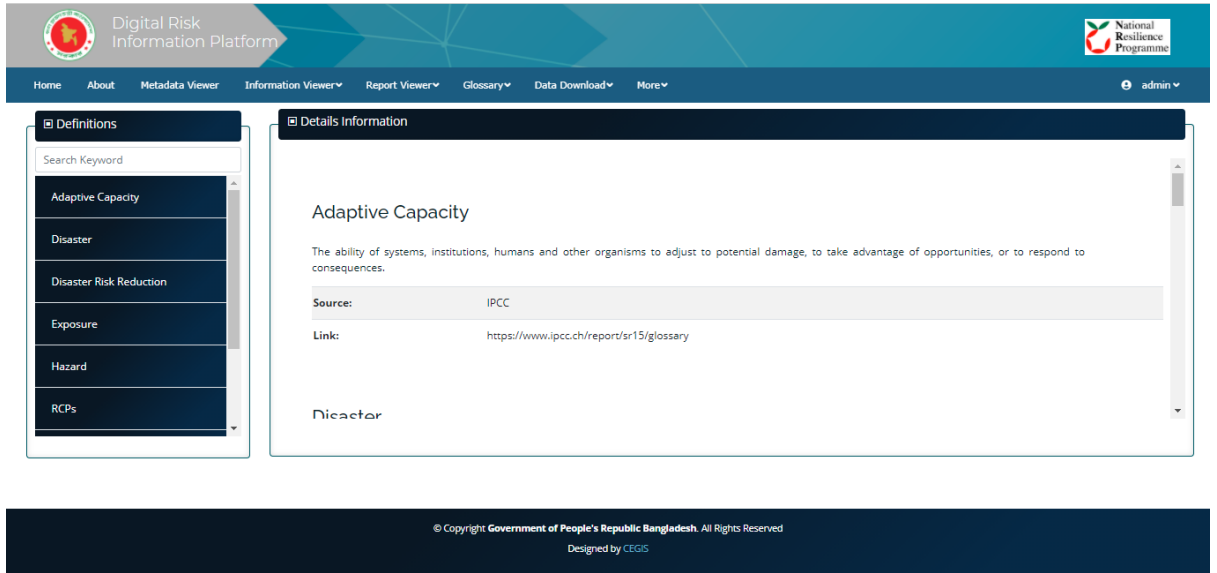 Digital Risk
Information Platform
National
Resilience
Programme
Home About Metadata Viewer Information Viewer Report Viewer Glossary Data Download More admin
Definitions
Search Keyword
Adaptive Capacity
Disaster
Disaster Risk Reduction
Exposure
Hazard
RCPs
Details Information
Adaptive Capacity
The ability of systems, institutions, humans and other organisms to adjust to potential damage, to take advantage of opportunities, or to respond to
consequences.
Source: IPCC
Link: https://www.ipcc.ch/report/sr15/glossary
Disaster
© Copyright Government of People's Republic Bangladesh. All Rights Reserved
Designed by CEGIS